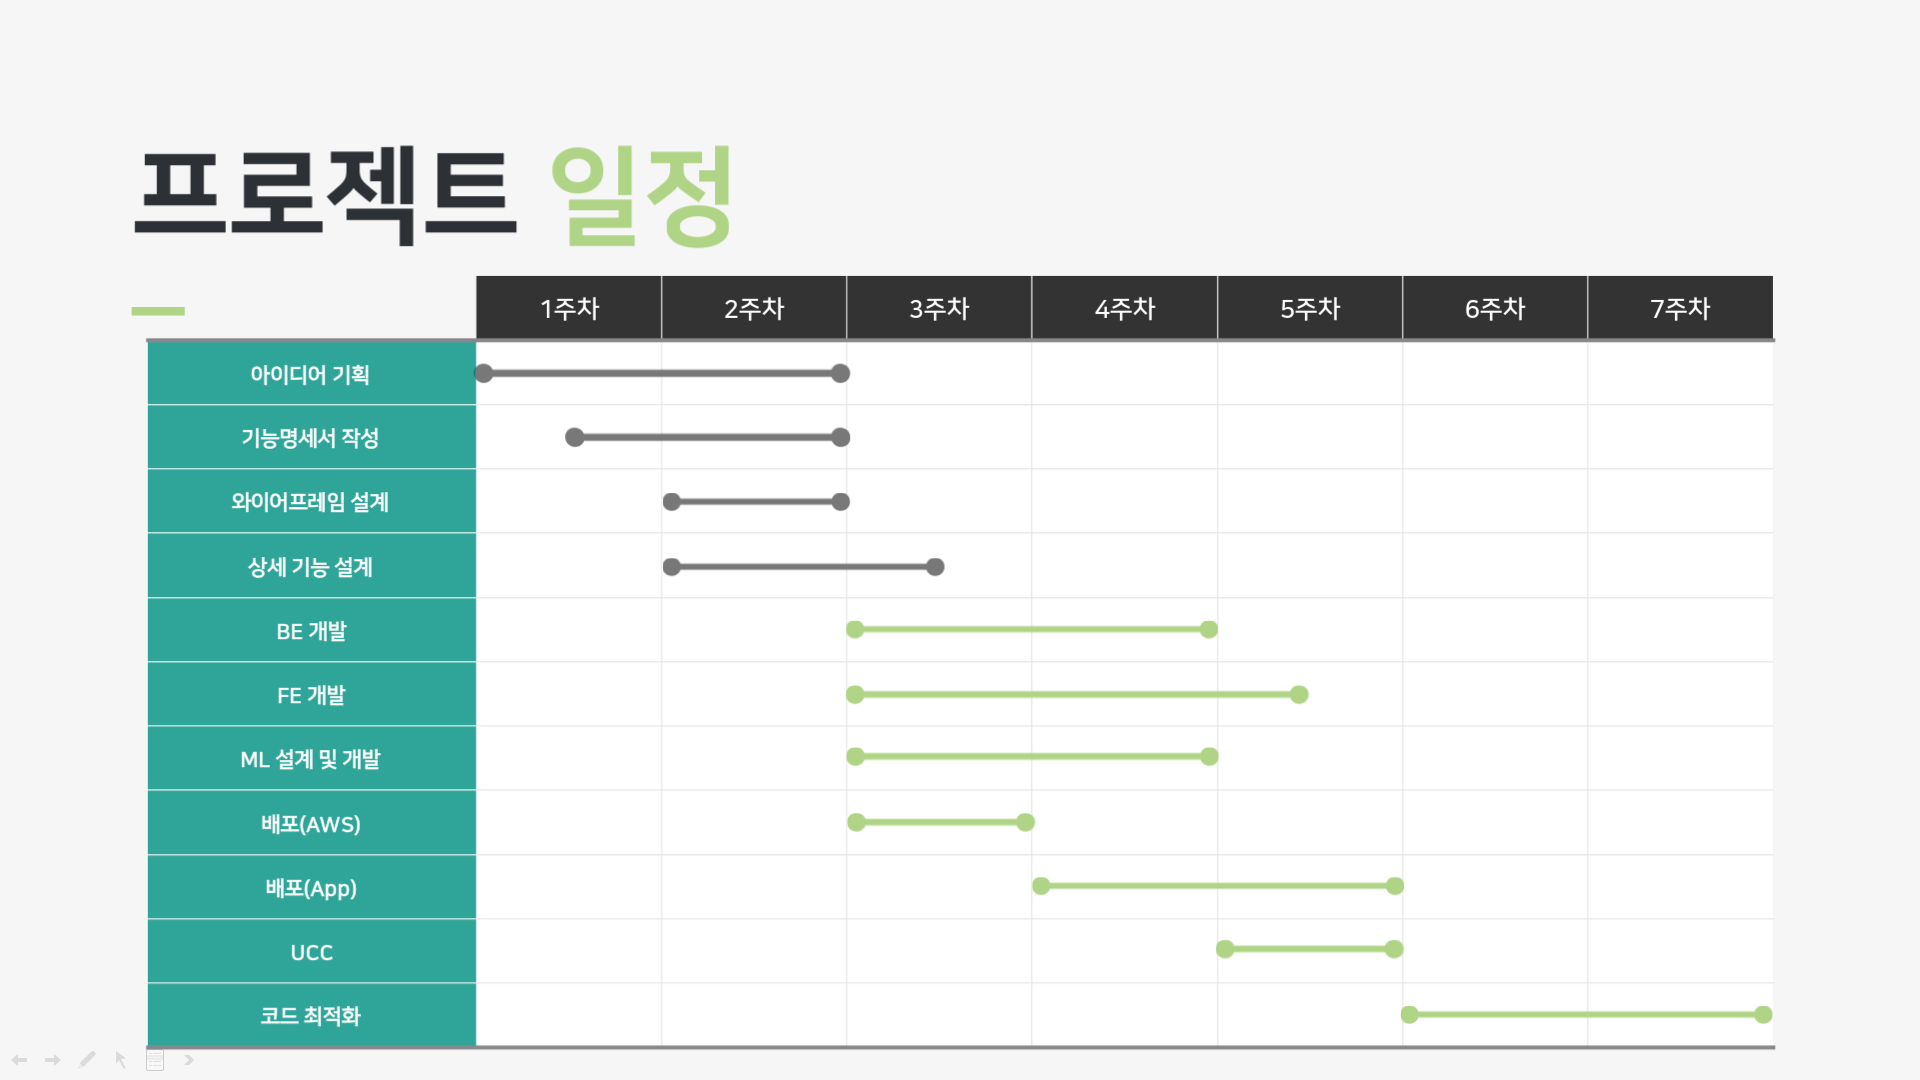 프로젝트 일정
1주차 2주차 3주차 4주차 5주차 6주차 7주차
아이디어 기획
기능명세서 작성
와이어프레임 설계
상세 기능 설계
BE 개발
FE 개발
ML 설계 및 개발
배포(AWS)
배포(App)
UCC
코드 최적화